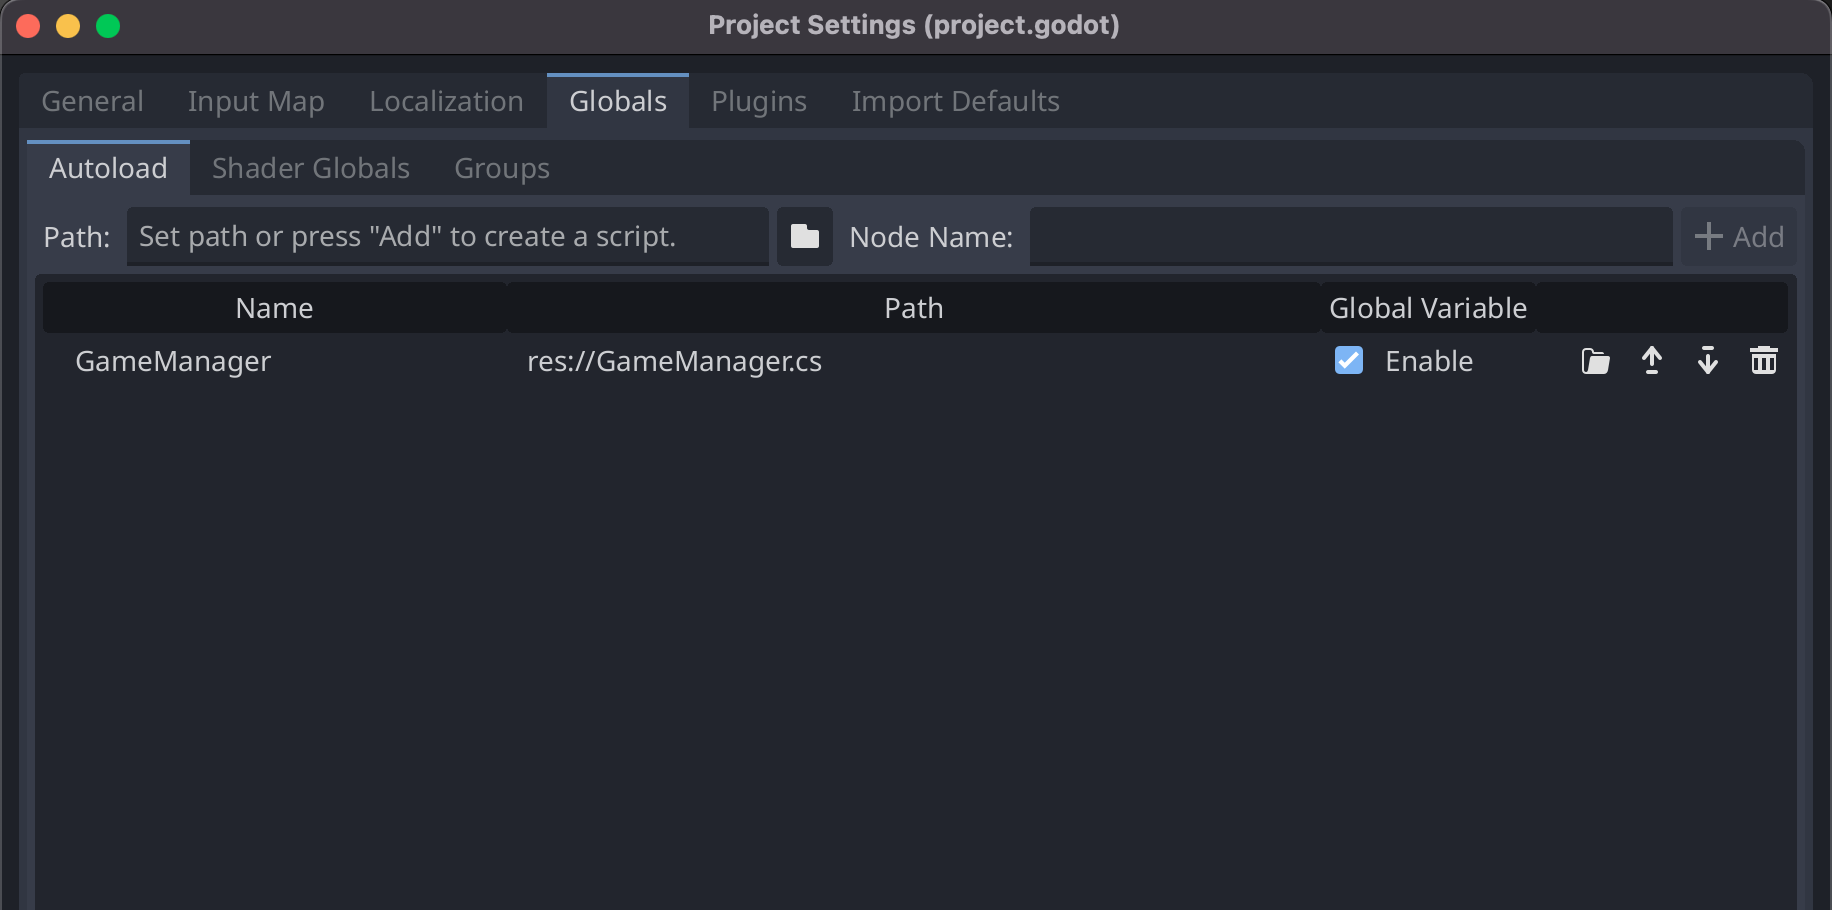 Project Settings (project.godot)
General Input Map Localization Globals Plugins Import Defaults
Autoload Shader Globals Groups
Path: Set path or press "Add" to create a script. Node Name: Add
Name Path Global Variable
GameManager res://GameManager.cs Enable